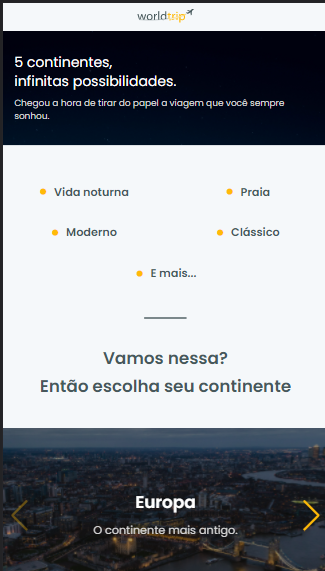 worldtrip
5 continentes,
infinitas possibilidades.
Chegou a hora de tirar do papel a viagem que você sempre
sonhou.
Vida noturna
Praia
Moderno
Clássico
E mais...
Vamos nessa?
Então escolha seu continente
Europa
O continente mais antigo.